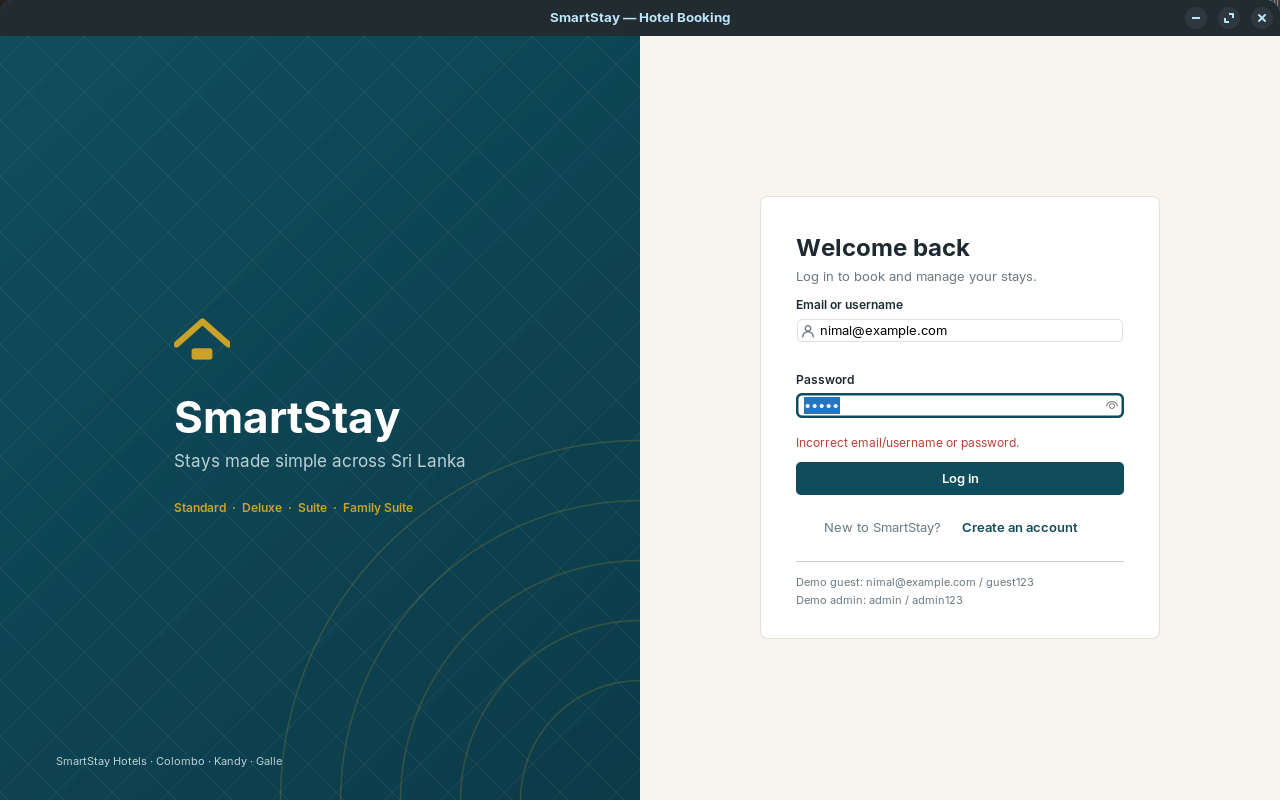 SmartStay — Hotel Booking
SmartStay
Stays made simple across Sri Lanka
Standard · Deluxe · Suite · Family Suite
SmartStay Hotels · Colombo · Kandy · Galle
Welcome back
Log in to book and manage your stays.
Email or username
nimal@example.com
Password
•••••
Incorrect email/username or password.
Log In
New to SmartStay? Create an account
Demo guest: nimal@example.com / guest123
Demo admin: admin / admin123